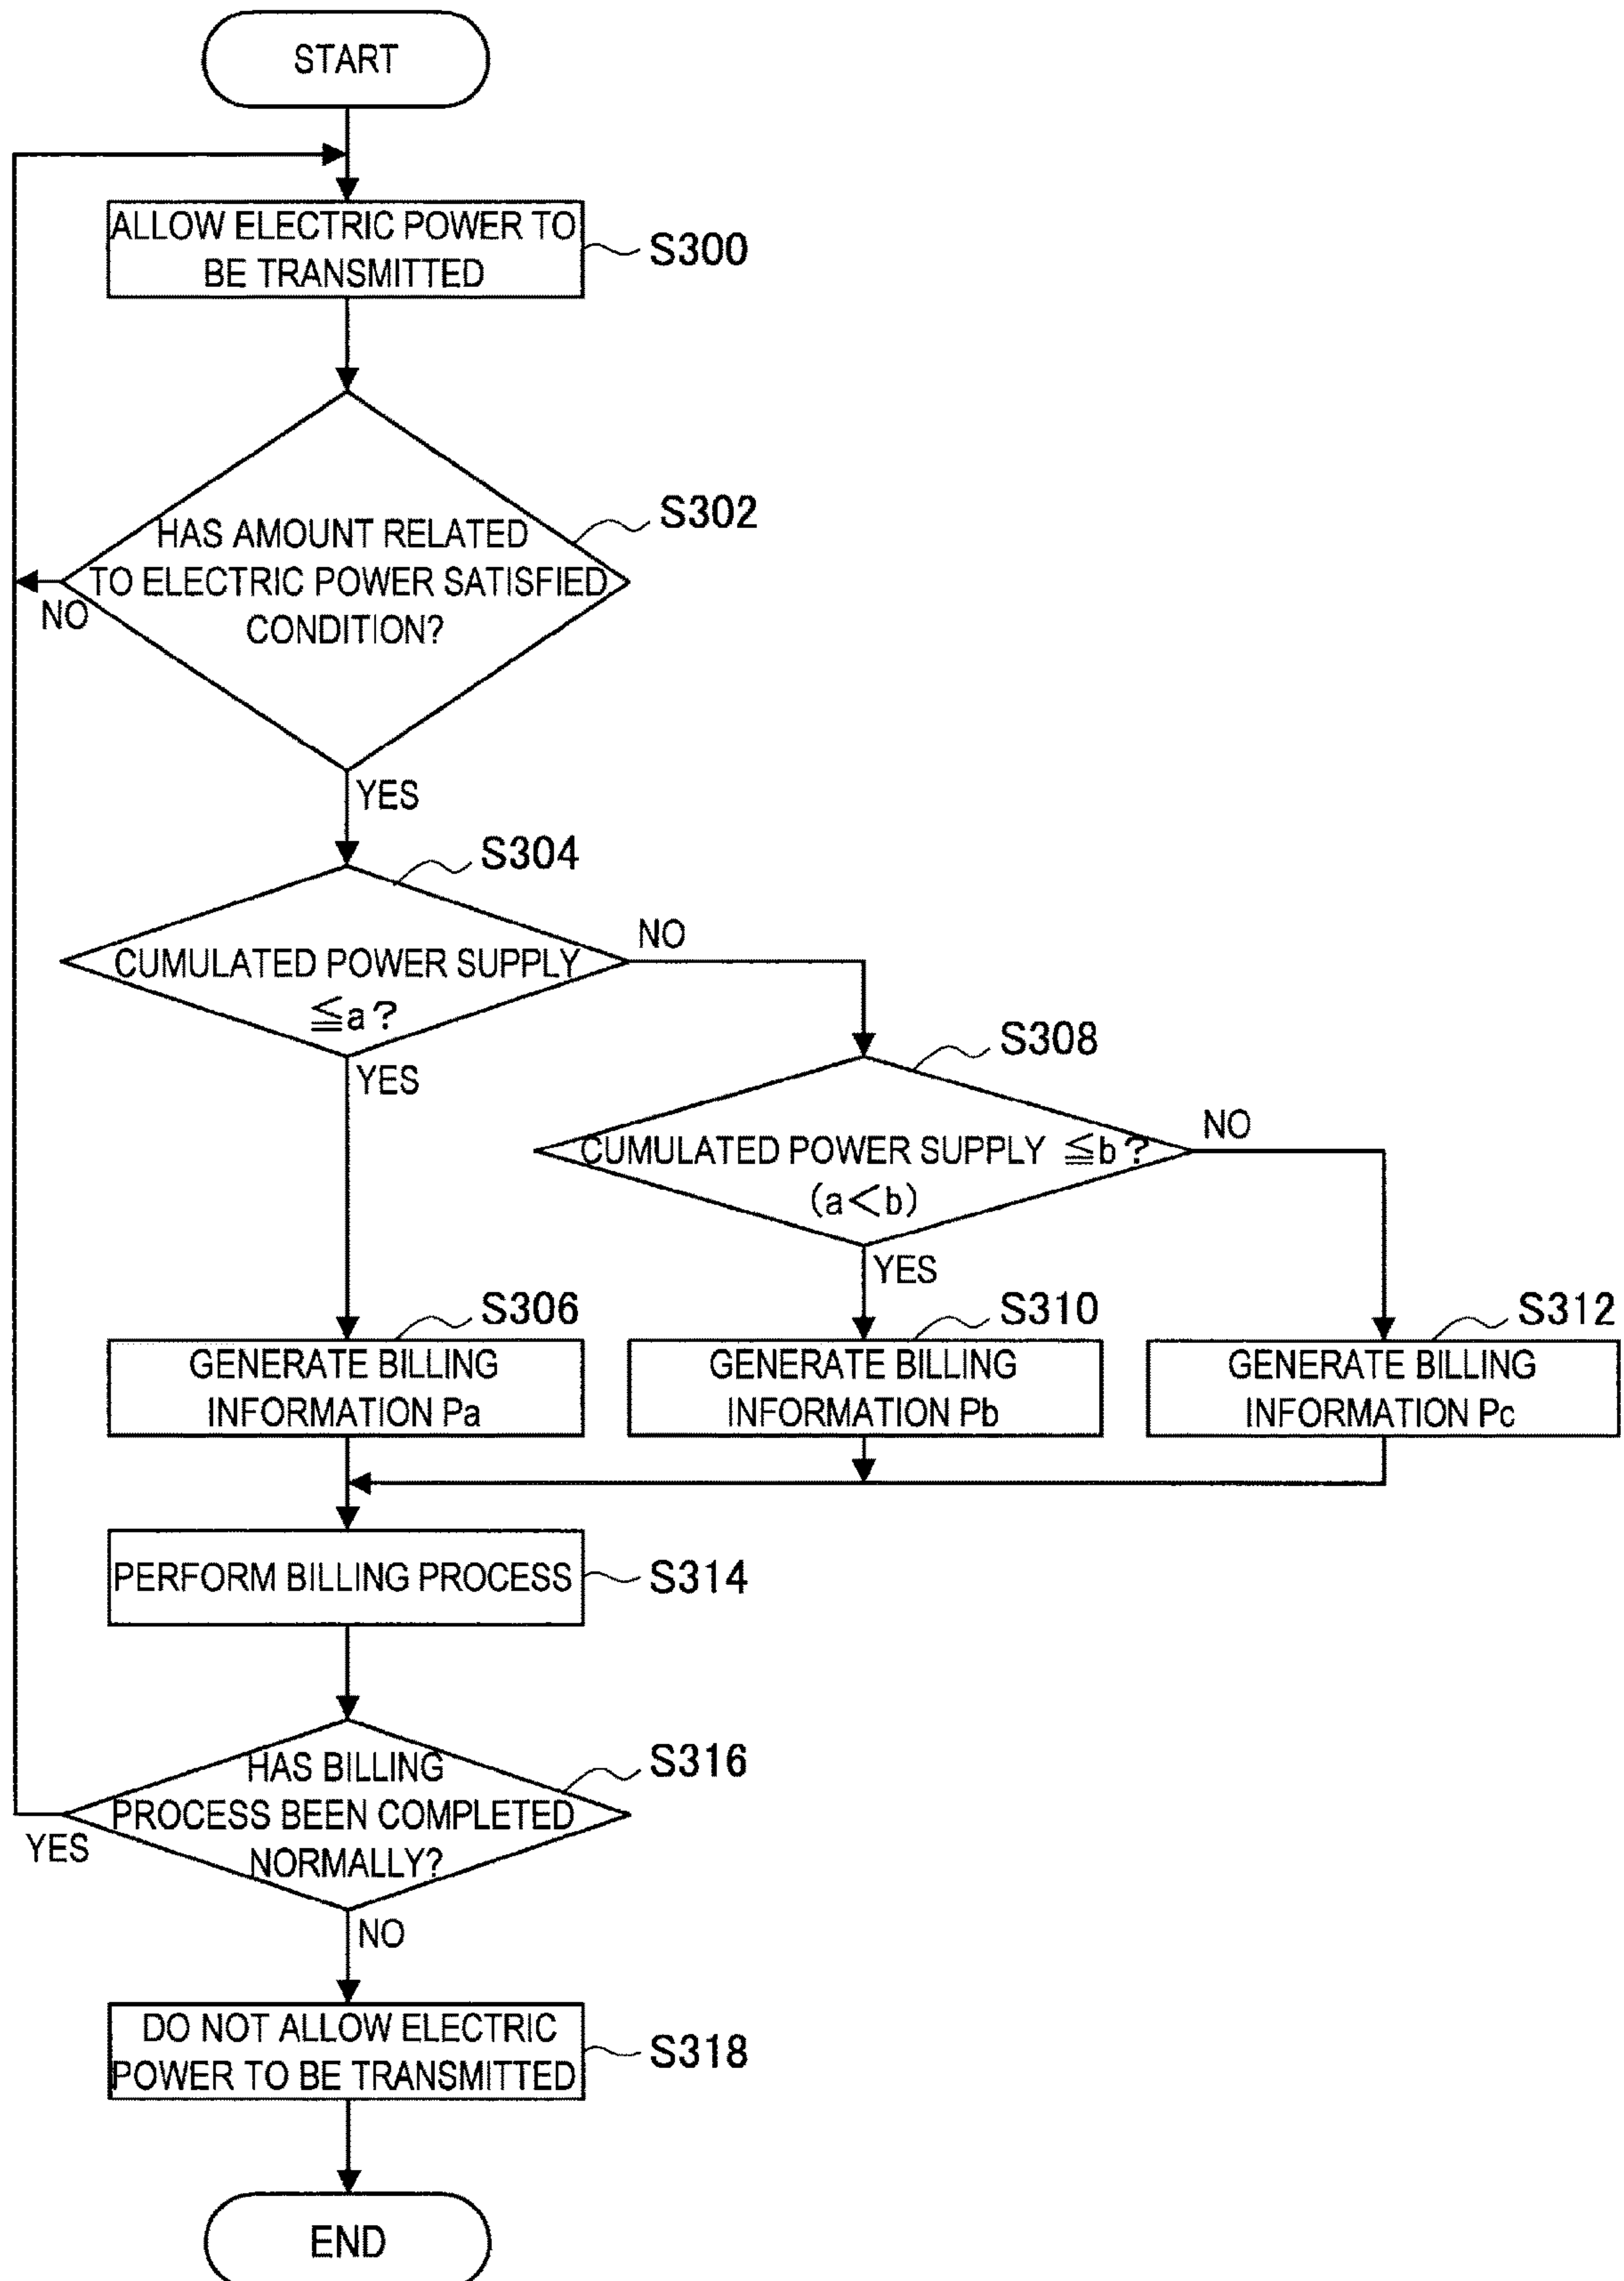 START
ALLOW ELECTRIC POWER TO
BE TRANSMITTED
S300
HAS AMOUNT RELATED
TO ELECTRIC POWER SATISFIED
CONDITION?
S302
NO
YES
S304
CUMULATED POWER SUPPLY
≦a?
NO
YES
S308
CUMULATED POWER SUPPLY ≦b?
(a<b)
NO
YES
S306
GENERATE BILLING
INFORMATION Pa
S310
GENERATE BILLING
INFORMATION Pb
S312
GENERATE BILLING
INFORMATION Pc
PERFORM BILLING PROCESS
S314
HAS BILLING
PROCESS BEEN COMPLETED
NORMALLY?
S316
YES
NO
DO NOT ALLOW ELECTRIC
POWER TO BE TRANSMITTED
S318
END